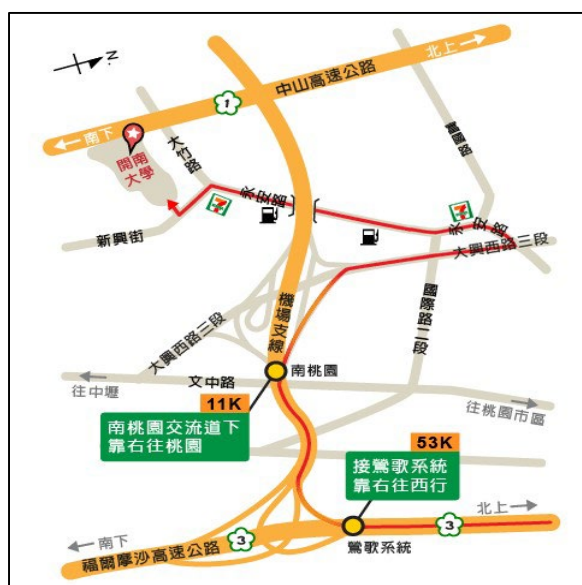 N
北上
中山高速公路
1
南下
富國路
大竹路
開南
大學
永安路
7
7
永安路
新興街
大興西路三段
大興西路三段
機場支線
國際路二段
南桃園
文中路
往中壢
往桃園市區
11K
南桃園交流道下
靠右往桃園
53K
接鶯歌系統
靠右往西行
北上
3
南下
3
福爾摩沙高速公路
鶯歌系統